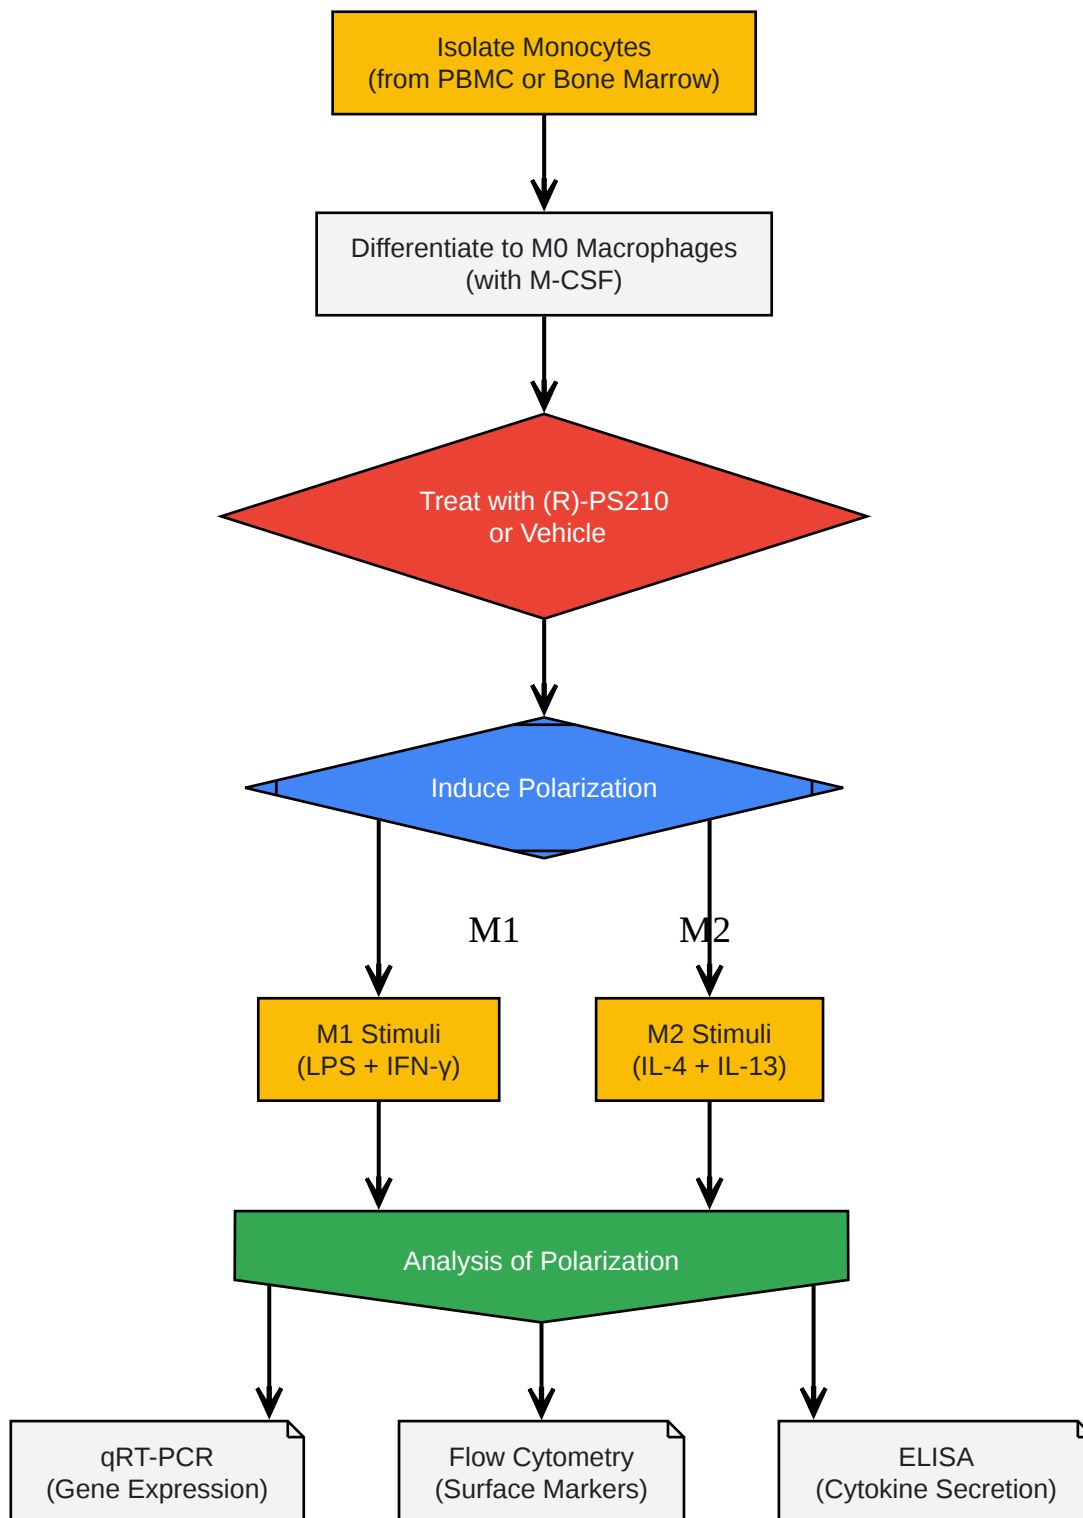 Isolate Monocytes
(from PBMC or Bone Marrow)
Differentiate to M0 Macrophages
(with M-CSF)
Treat with (R)-PS210
or Vehicle
Induce Polarization
M1
M2
M1 Stimuli
(LPS + IFN-γ)
M2 Stimuli
(IL-4 + IL-13)
Analysis of Polarization
qRT-PCR
(Gene Expression)
Flow Cytometry
(Surface Markers)
ELISA
(Cytokine Secretion)